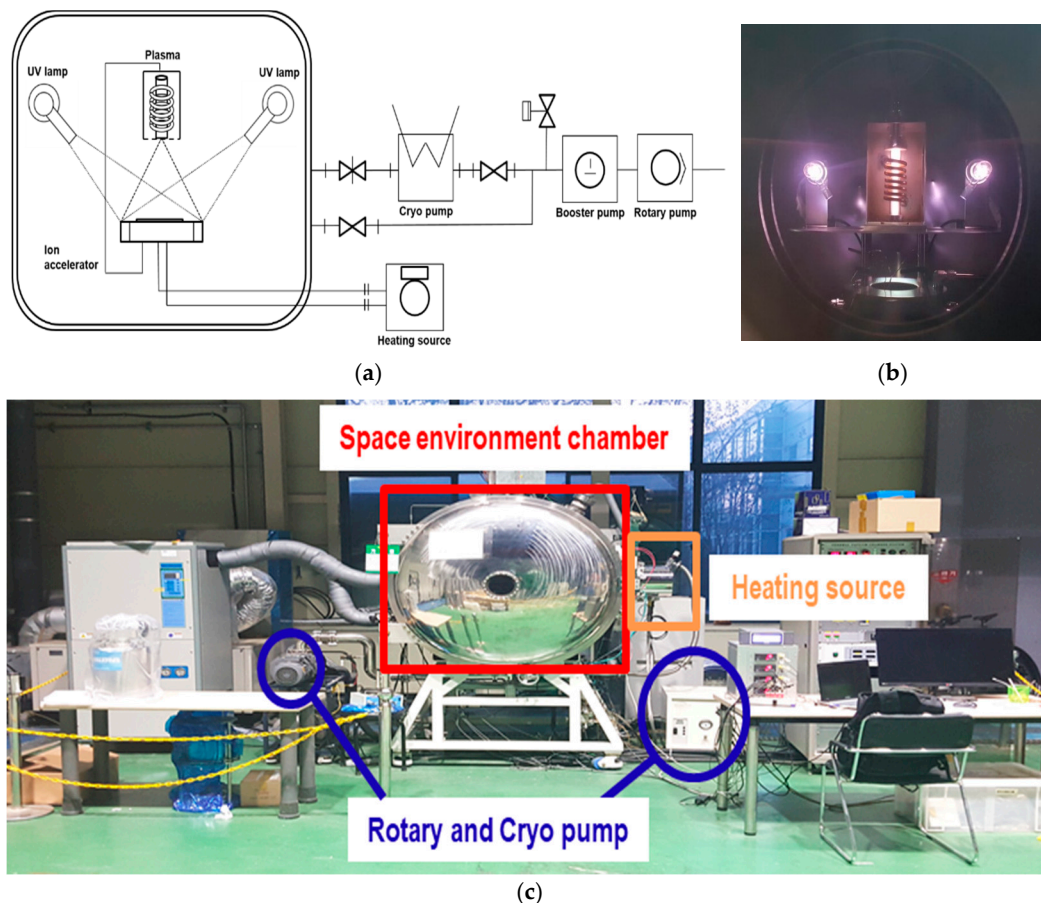 Plasma
UV lamp
UV lamp
Cryo pump
Booster pump
Rotary pump
Ion
accelerator
Heating source
(a)
(b)
Space environment chamber
Heating source
Rotary and Cryo pump
(c)